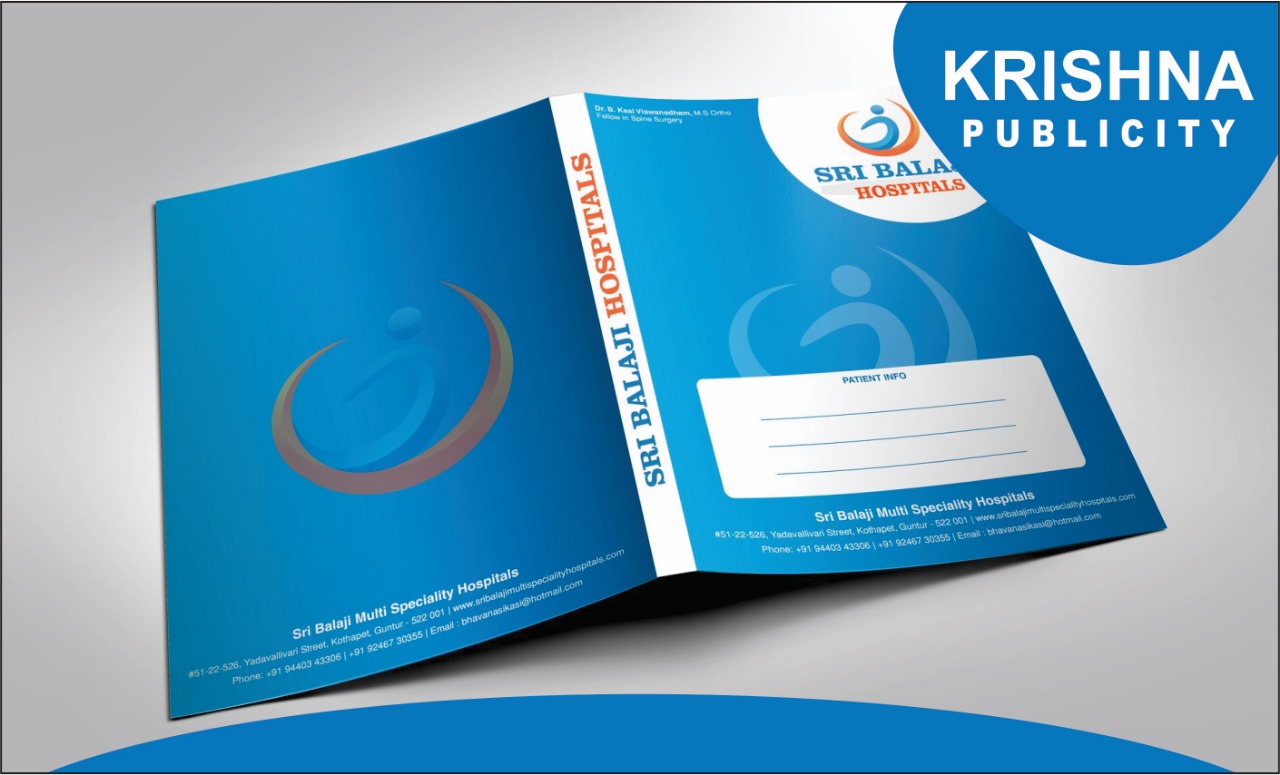 KRISHNA
PUBLICITY
Dr. B. Kasi Viswanadham, M.S Ortho
Fellow in Spine Surgery
SRI BALA
HOSPITALS
SRI BALAJI HOSPITALS
PATIENT INFO
Sri Balaji Multi Speciality Hospitals
#51-22-526, Yadavallivari Street, Kothapet, Guntur - 522 001 | www.sribalajimultispecialityhospitals.com
Phone: +91 94403 43306 | +91 92467 30355 | Email : bhavanasikasi@hotmail.com
Sri Balaji Multi Speciality Hospitals
#51-22-526, Yadavallivari Street, Kothapet, Guntur - 522 001 | www.sribalajimultispecialityhospitals.com
Phone: +91 94403 43306 | +91 92467 30355 | Email : bhavanasikasi@hotmail.com